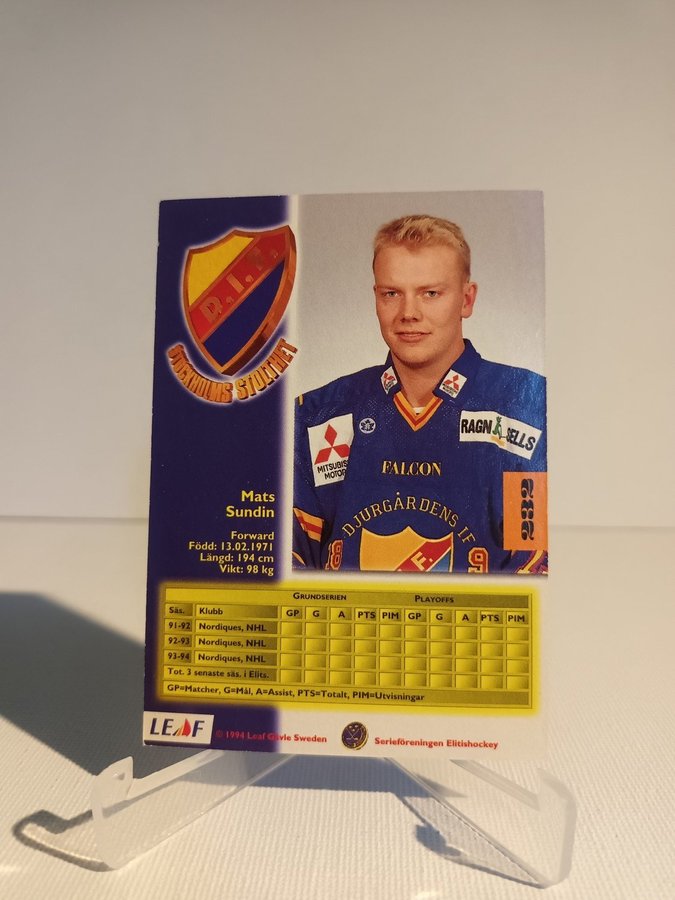 D.I.F.
STOCKHOLMS STOLTHET
MITSUBISHI
MOTORS
RAGN SELLS
FALCON
DJURGÅRDENS IF
8 9
282
Mats
Sundin
Forward
Född: 13.02.1971
Längd: 194 cm
Vikt: 98 kg
GRUNDSERIEN PLAYOFFS
Säs. Klubb GP G A PTS PIM GP G A PTS PIM
91-92 Nordiques, NHL
92-93 Nordiques, NHL
93-94 Nordiques, NHL
Tot. 3 senaste säs. i Elits.
GP=Matcher, G=Mål, A=Assist, PTS=Totalt, PIM=Utvisningar
LEAF © 1994 Leaf Gävle Sweden Serieföreningen Elitishockey